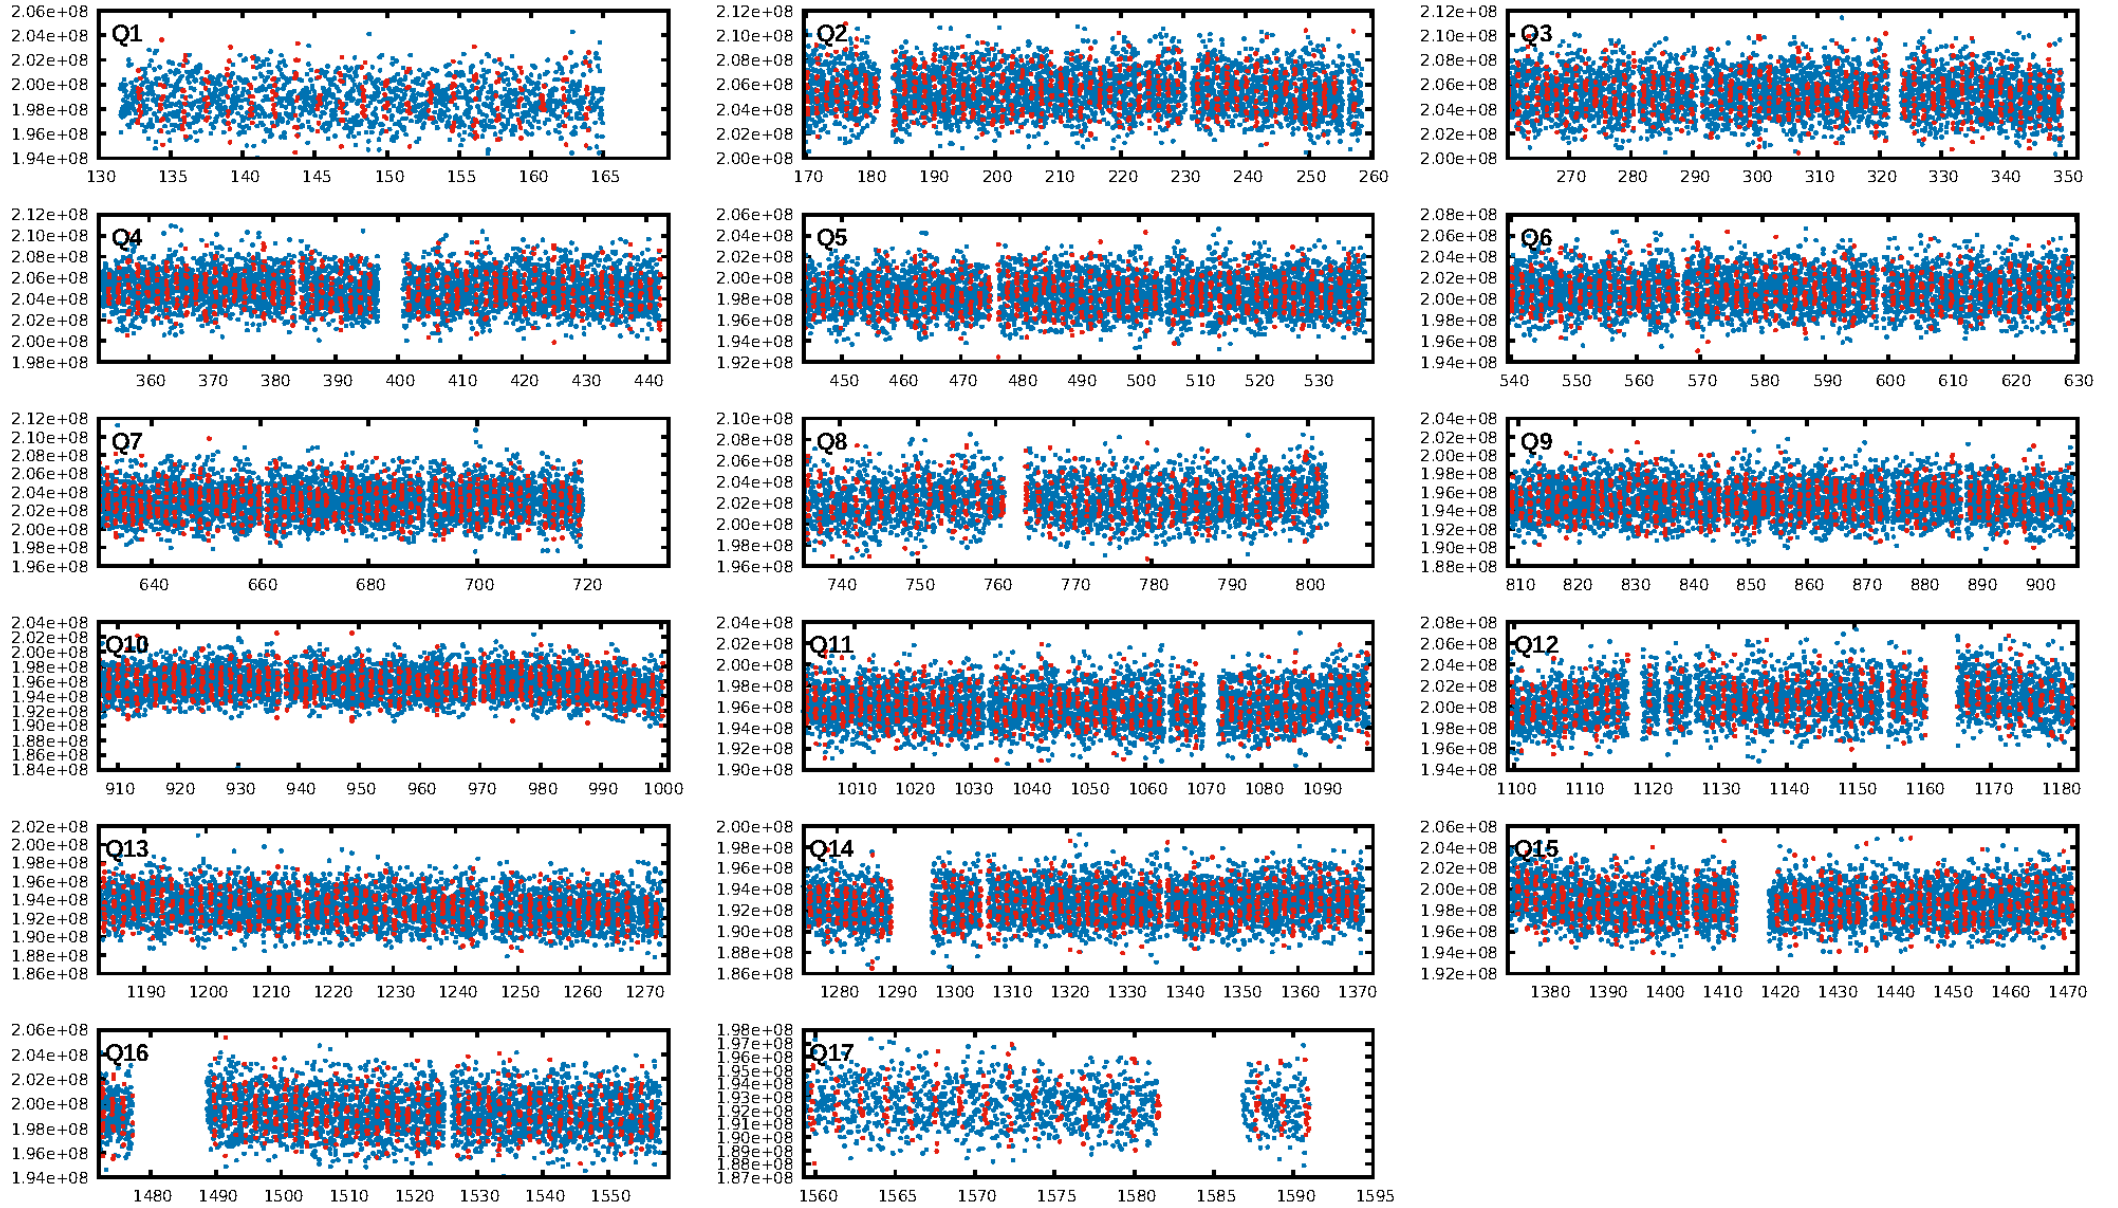 Q1
2.06e+08
2.04e+08
2.02e+08
2.00e+08
1.98e+08
1.96e+08
1.94e+08
130 135 140 145 150 155 160 165
Q2
2.12e+08
2.10e+08
2.08e+08
2.06e+08
2.04e+08
2.02e+08
2.00e+08
170 180 190 200 210 220 230 240 250 260
Q3
2.12e+08
2.10e+08
2.08e+08
2.06e+08
2.04e+08
2.02e+08
2.00e+08
270 280 290 300 310 320 330 340 350
Q4
2.12e+08
2.10e+08
2.08e+08
2.06e+08
2.04e+08
2.02e+08
2.00e+08
1.98e+08
360 370 380 390 400 410 420 430 440
Q5
2.06e+08
2.04e+08
2.02e+08
2.00e+08
1.98e+08
1.96e+08
1.94e+08
1.92e+08
450 460 470 480 490 500 510 520 530
Q6
2.08e+08
2.06e+08
2.04e+08
2.02e+08
2.00e+08
1.98e+08
1.96e+08
1.94e+08
540 550 560 570 580 590 600 610 620 630
Q7
2.12e+08
2.10e+08
2.08e+08
2.06e+08
2.04e+08
2.02e+08
2.00e+08
1.98e+08
1.96e+08
640 660 680 700 720
Q8
2.10e+08
2.08e+08
2.06e+08
2.04e+08
2.02e+08
2.00e+08
1.98e+08
1.96e+08
740 750 760 770 780 790 800
Q9
2.04e+08
2.02e+08
2.00e+08
1.98e+08
1.96e+08
1.94e+08
1.92e+08
1.90e+08
1.88e+08
810 820 830 840 850 860 870 880 890 900
Q10
2.04e+08
2.02e+08
2.00e+08
1.98e+08
1.96e+08
1.94e+08
1.92e+08
1.90e+08
1.88e+08
1.86e+08
1.84e+08
910 920 930 940 950 960 970 980 990 1000
Q11
2.04e+08
2.02e+08
2.00e+08
1.98e+08
1.96e+08
1.94e+08
1.92e+08
1.90e+08
1010 1020 1030 1040 1050 1060 1070 1080 1090
Q12
2.08e+08
2.06e+08
2.04e+08
2.02e+08
2.00e+08
1.98e+08
1.96e+08
1.94e+08
1100 1110 1120 1130 1140 1150 1160 1170 1180
Q13
2.02e+08
2.00e+08
1.98e+08
1.96e+08
1.94e+08
1.92e+08
1.90e+08
1.88e+08
1.86e+08
1190 1200 1210 1220 1230 1240 1250 1260 1270
Q14
2.00e+08
1.98e+08
1.96e+08
1.94e+08
1.92e+08
1.90e+08
1.88e+08
1.86e+08
1280 1290 1300 1310 1320 1330 1340 1350 1360 1370
Q15
2.06e+08
2.04e+08
2.02e+08
2.00e+08
1.98e+08
1.96e+08
1.94e+08
1.92e+08
1380 1390 1400 1410 1420 1430 1440 1450 1460 1470
Q16
2.06e+08
2.04e+08
2.02e+08
2.00e+08
1.98e+08
1.96e+08
1.94e+08
1480 1490 1500 1510 1520 1530 1540 1550
Q17
1.98e+08
1.97e+08
1.96e+08
1.95e+08
1.94e+08
1.93e+08
1.92e+08
1.91e+08
1.90e+08
1.89e+08
1.88e+08
1.87e+08
1560 1565 1570 1575 1580 1585 1590 1595